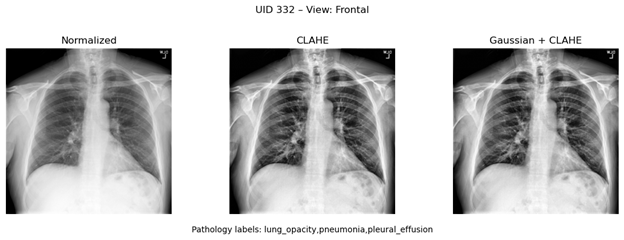 UID 332 – View: Frontal
Normalized
CLAHE
Gaussian + CLAHE
Pathology labels: lung_opacity,pneumonia,pleural_effusion